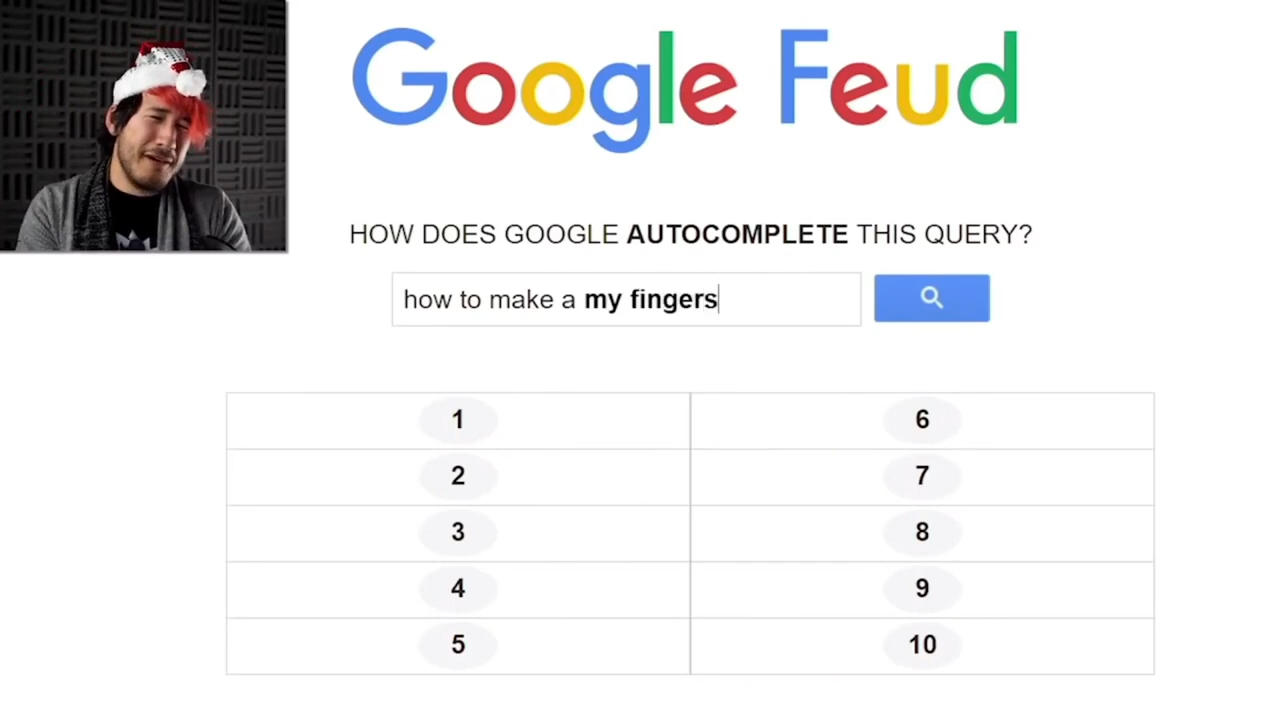 Google Feud
HOW DOES GOOGLE AUTOCOMPLETE THIS QUERY?
how to make a my fingers
1 6
2 7
3 8
4 9
5 10